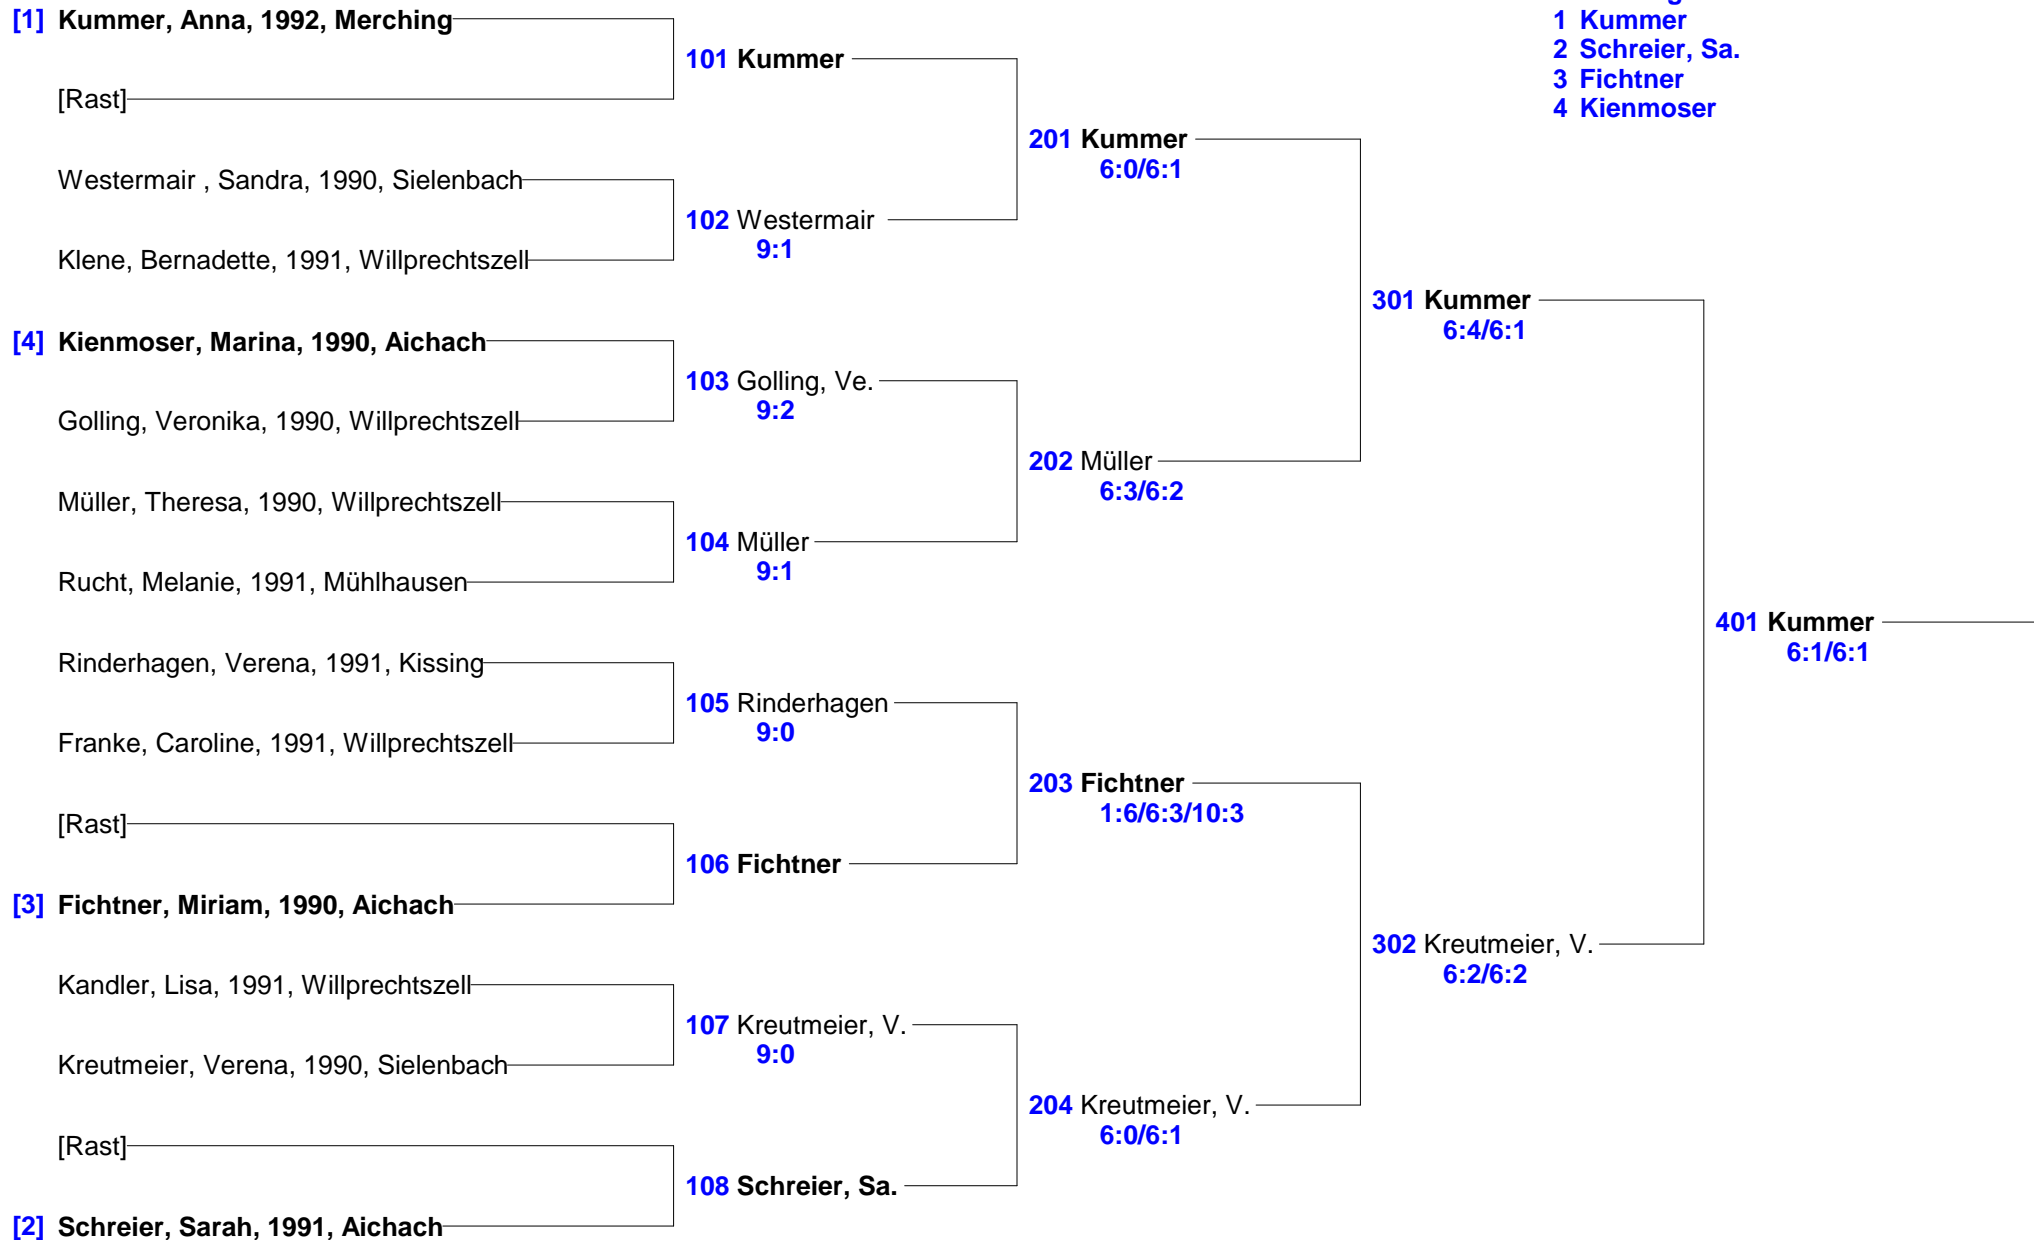 1 Kummer
2 Schreier, Sa.
3 Fichtner
4 Kienmoser
[1] Kummer, Anna, 1992, Merching
[Rast]
Westermair , Sandra, 1990, Sielenbach
Klene, Bernadette, 1991, Willprechtszell
[4] Kienmoser, Marina, 1990, Aichach
Golling, Veronika, 1990, Willprechtszell
Müller, Theresa, 1990, Willprechtszell
Rucht, Melanie, 1991, Mühlhausen
Rinderhagen, Verena, 1991, Kissing
Franke, Caroline, 1991, Willprechtszell
[Rast]
[3] Fichtner, Miriam, 1990, Aichach
Kandler, Lisa, 1991, Willprechtszell
Kreutmeier, Verena, 1990, Sielenbach
[Rast]
[2] Schreier, Sarah, 1991, Aichach
101 Kummer
102 Westermair
9:1
103 Golling, Ve.
9:2
104 Müller
9:1
105 Rinderhagen
9:0
106 Fichtner
107 Kreutmeier, V.
9:0
108 Schreier, Sa.
201 Kummer
6:0/6:1
202 Müller
6:3/6:2
203 Fichtner
1:6/6:3/10:3
204 Kreutmeier, V.
6:0/6:1
301 Kummer
6:4/6:1
302 Kreutmeier, V.
6:2/6:2
401 Kummer
6:1/6:1